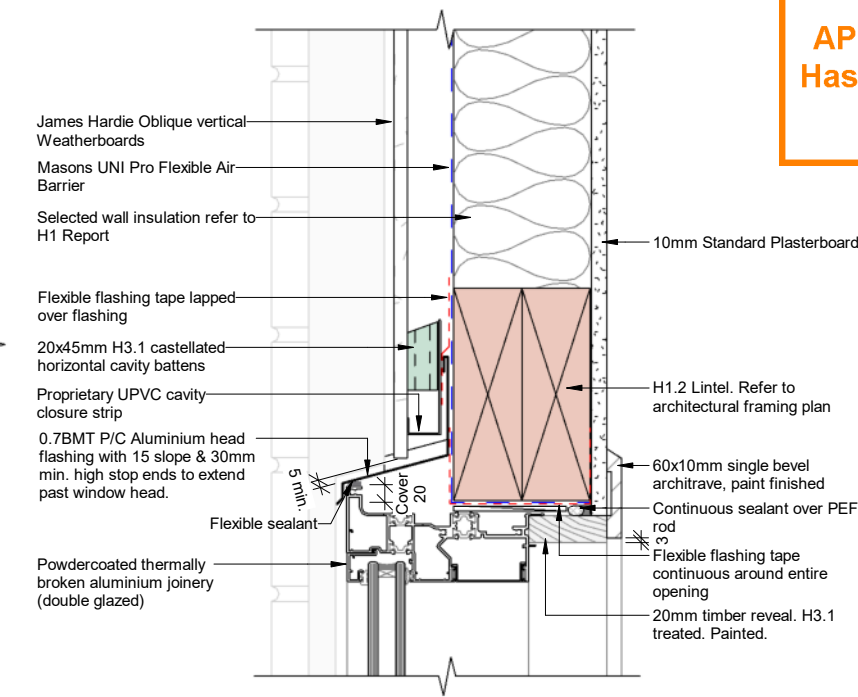 AP
Has
James Hardie Oblique vertical
Weatherboards
Masons UNI Pro Flexible Air
Barrier
Selected wall insulation refer to
H1 Report
Flexible flashing tape lapped
over flashing
20x45mm H3.1 castellated
horizontal cavity battens
Proprietary UPVC cavity
closure strip
0.7BMT P/C Aluminium head
flashing with 15 slope & 30mm
min. high stop ends to extend
past window head.
5 min.
Cover
20
Flexible sealant
Powdercoated thermally
broken aluminium joinery
(double glazed)
10mm Standard Plasterboard
H1.2 Lintel. Refer to
architectural framing plan
60x10mm single bevel
architrave, paint finished
Continuous sealant over PEF
rod
3
Flexible flashing tape
continuous around entire
opening
20mm timber reveal. H3.1
treated. Painted.